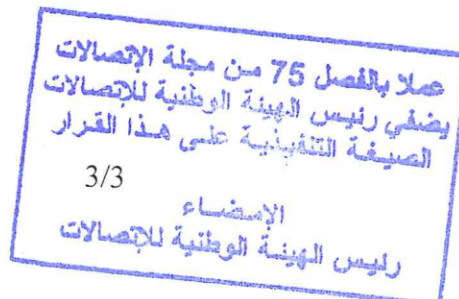 عملا بالفصل 75 من مجلة الإتصالات
يضفي رئيس الهيئة الوطنية للإتصالات
الصيغة التنفيذية على هذا القرار
3/3
الإمضاء
رئيس الهيئة الوطنية للإتصالات